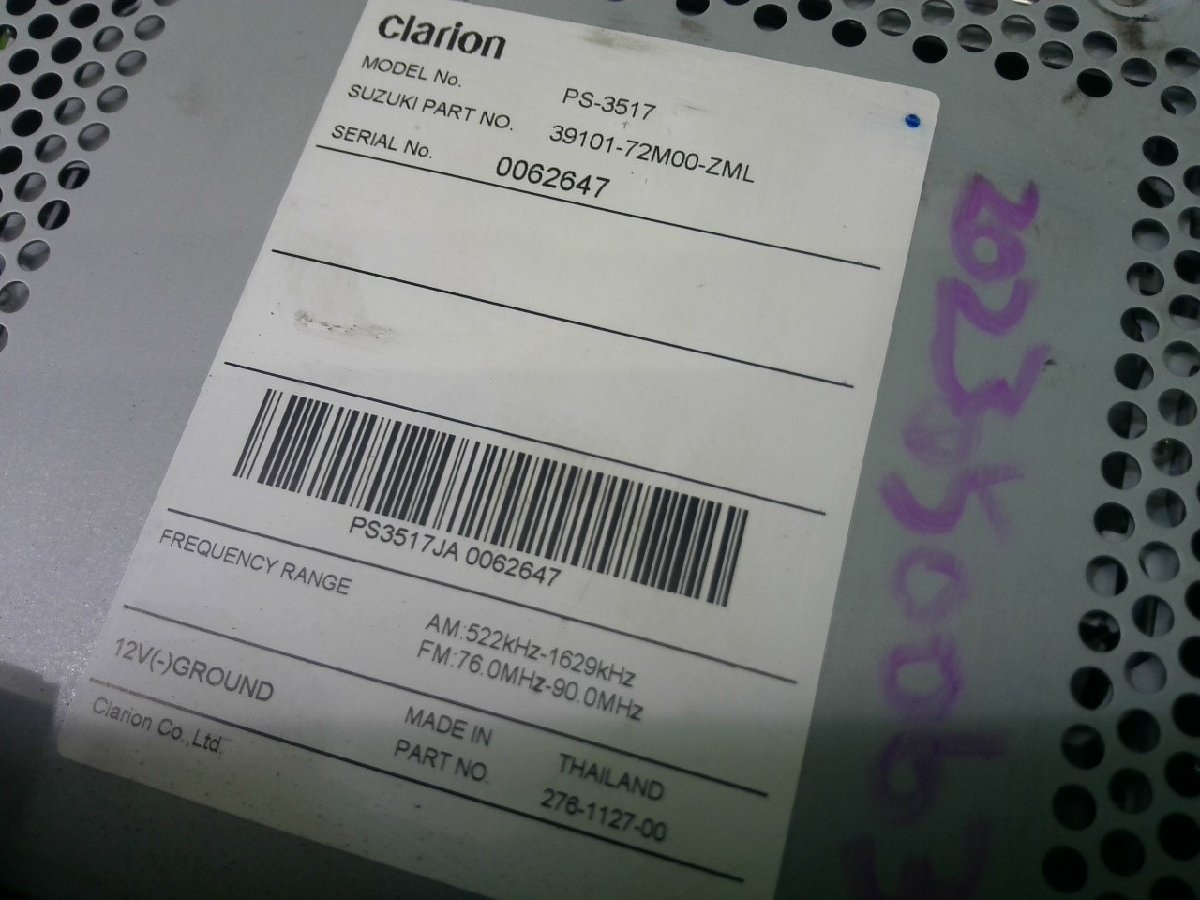 Clarion
MODEL No. PS-3517
SUZUKI PART NO. 39101-72M00-ZML
SERIAL No. 0062647
PS3517JA 0062647
FREQUENCY RANGE
AM:522kHz-1629kHz
FM:76.0MHz-90.0MHz
12V(-)GROUND
MADE IN THAILAND
Clarion Co.,Ltd.
PART NO. 276-1127-00